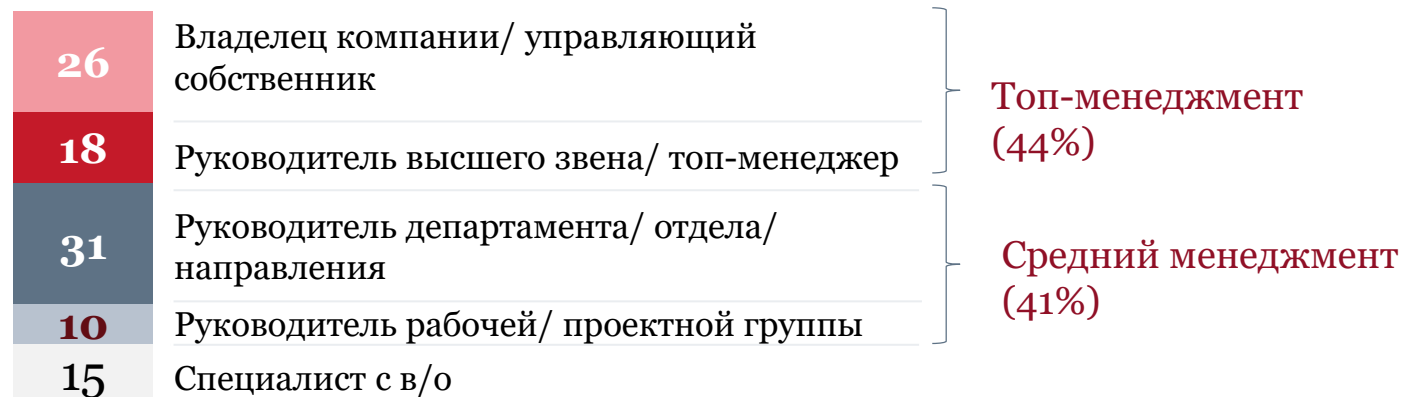 26
Владелец компании/ управляющий
собственник
18
Руководитель высшего звена/ топ-менеджер
Топ-менеджмент
(44%)
31
Руководитель департамента/ отдела/
направления
10
Руководитель рабочей/ проектной группы
Средний менеджмент
(41%)
15
Специалист с в/о